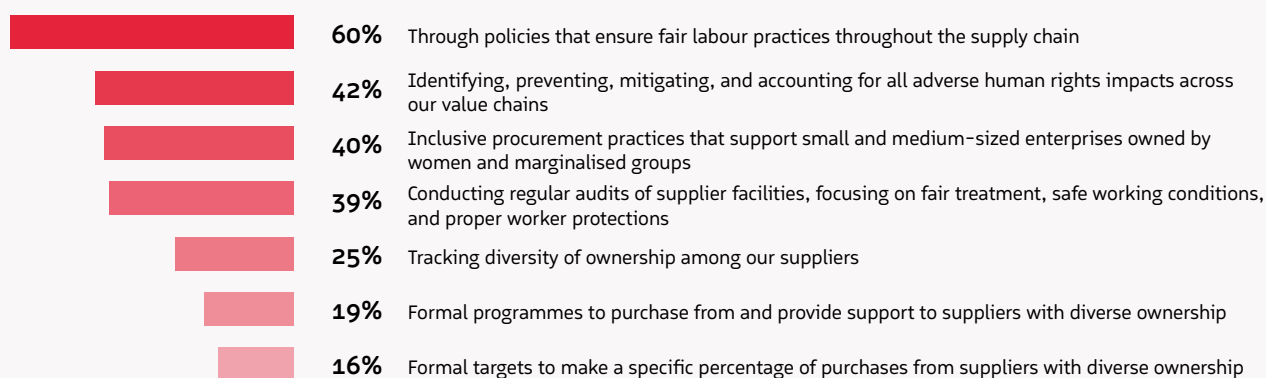 60% Through policies that ensure fair labour practices throughout the supply chain
42% Identifying, preventing, mitigating, and accounting for all adverse human rights impacts across
our value chains
40% Inclusive procurement practices that support small and medium-sized enterprises owned by
women and marginalised groups
39% Conducting regular audits of supplier facilities, focusing on fair treatment, safe working conditions,
and proper worker protections
25% Tracking diversity of ownership among our suppliers
19% Formal programmes to purchase from and provide support to suppliers with diverse ownership
16% Formal targets to make a specific percentage of purchases from suppliers with diverse ownership